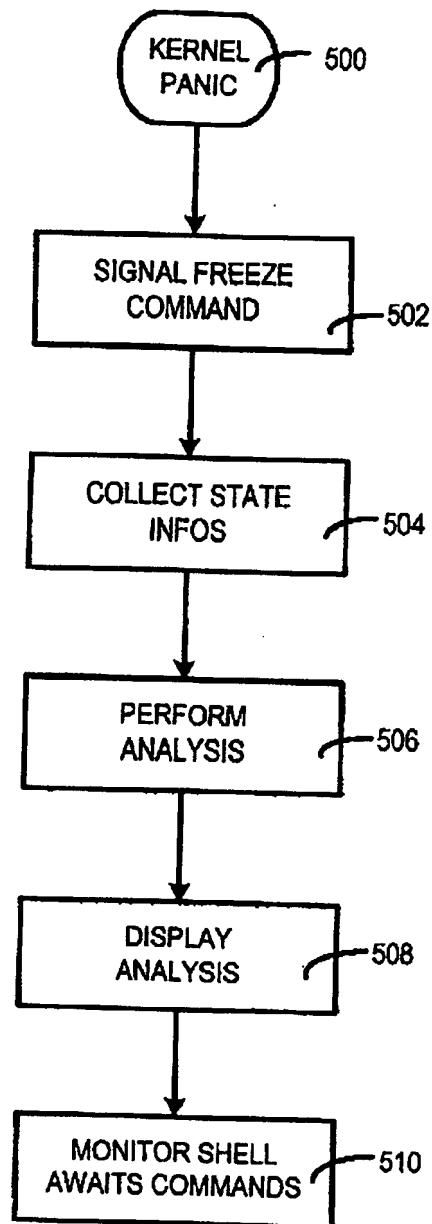 KERNEL
PANIC
500
SIGNAL FREEZE
COMMAND
502
COLLECT STATE
INFOS
504
PERFORM
ANALYSIS
506
DISPLAY
ANALYSIS
508
MONITOR SHELL
AWAITS COMMANDS
510